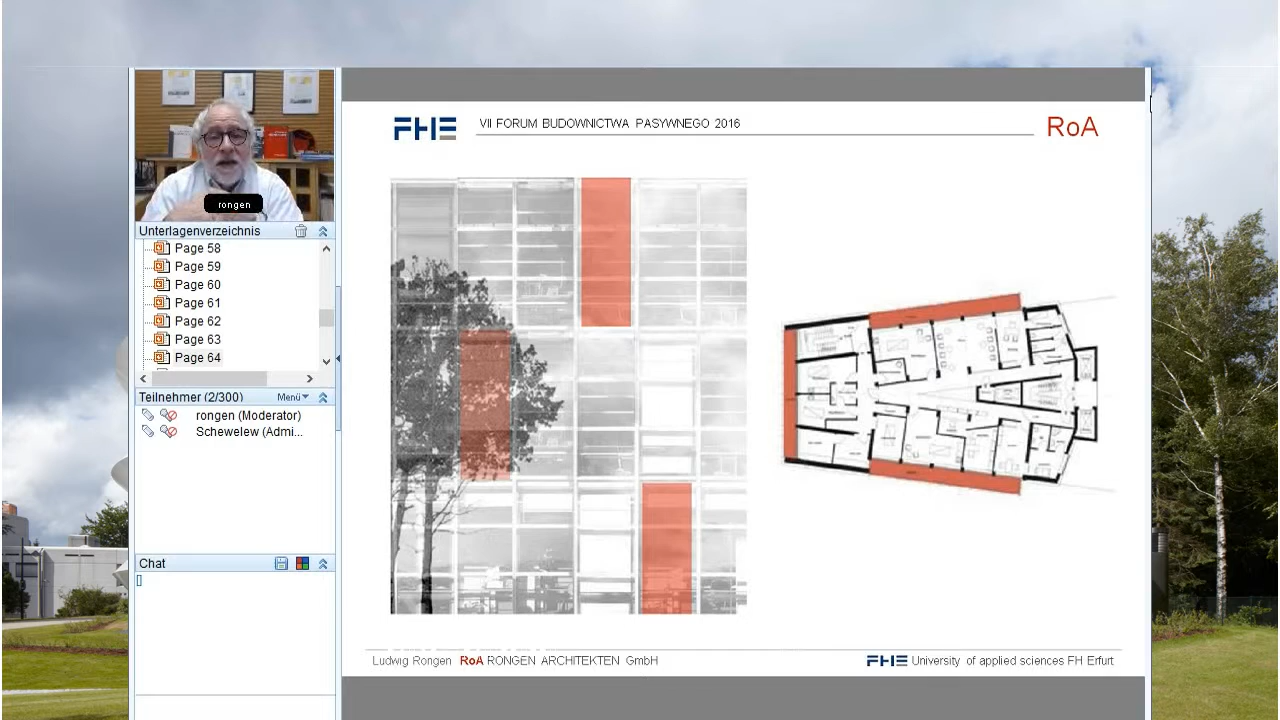 rongen
Unterlagenverzeichnis
Page 58
Page 59
Page 60
Page 61
Page 62
Page 63
Page 64
Teilnehmer (2/300) Menü
rongen (Moderator)
Schewelew (Admi...
Chat
FHE VII FORUM BUDOWNICTWA PASYWNEGO 2016 RoA
Ludwig Rongen RoA RONGEN ARCHITEKTEN GmbH
FHE University of applied sciences FH Erfurt